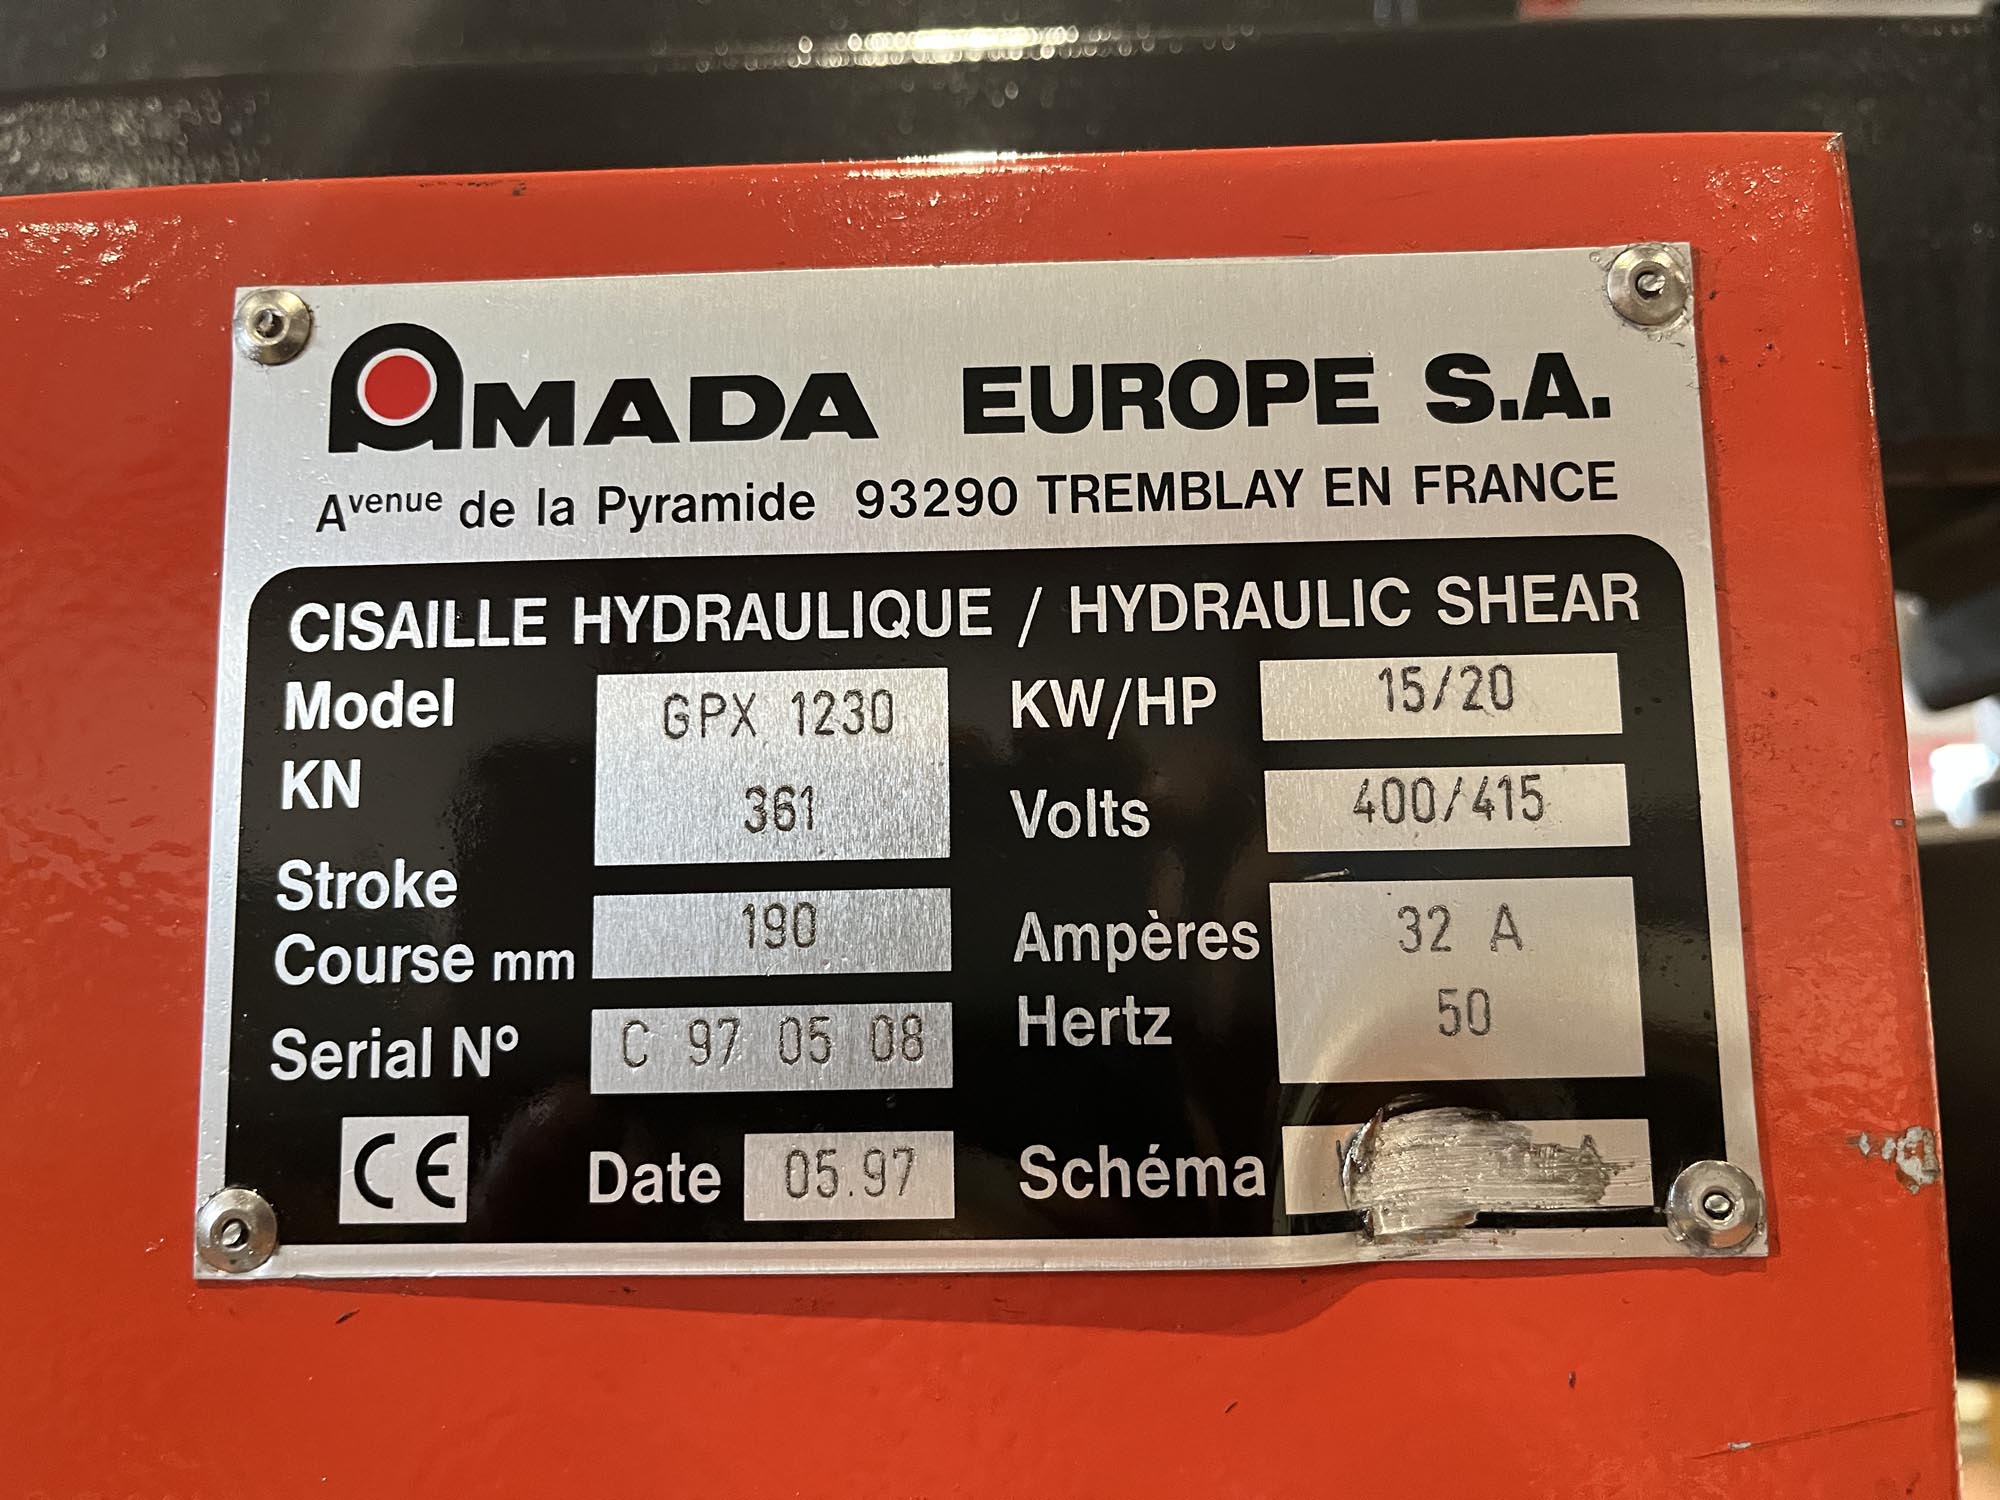 AMADA EUROPE S.A.
Avenue de la Pyramide 93290 TREMBLAY EN FRANCE
CISAILLE HYDRAULIQUE / HYDRAULIC SHEAR
Model GPX 1230
KN 361
Stroke
Course mm 190
Serial N° C 97 05 08
CE Date 05.97
KW/HP 15/20
Volts 400/415
Ampères 32 A
Hertz 50
Schéma